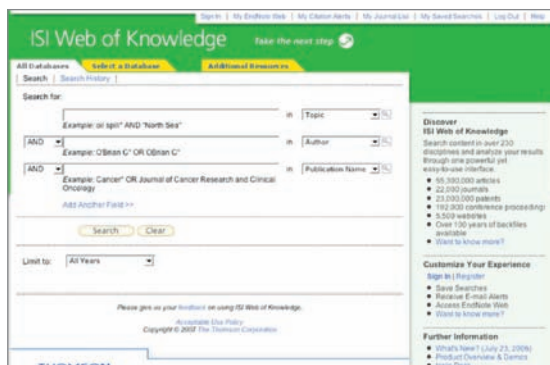 Sign In | My EndNote Web | My Citation Alerts | My Journal List | My Saved Searches | Log Out | Help
ISI Web of Knowledge Take the next step
All Databases Select a Database Additional Resources
Search | Search History |
Search for:
in Topic
Example: oil spill* AND "North Sea"
AND in Author
Example: O'Brian C* OR OBrian C*
AND in Publication Name
Example: Cancer* OR Journal of Cancer Research and Clinical
Oncology
Add Another Field >>
Search Clear
Limit to: All Years
Please give us your feedback on using ISI Web of Knowledge.
Acceptable Use Policy
Copyright © 2007 The Thomson Corporation
THOMSON
Discover
ISI Web of Knowledge
Search content in over 230
disciplines and analyze your results
through one powerful yet
easy-to-use interface.
22,000 journals
23,000,000 patents
192,000 conference proceedings
5,500 websites
Over 100 years of backfiles
available
Want to know more?
Customize Your Experience
Sign In | Register
Save Searches
Receive E-mail Alerts
Access EndNote Web
Want to know more?
Further Information
What's New? (July 23, 2006)
Product Overview & Demos